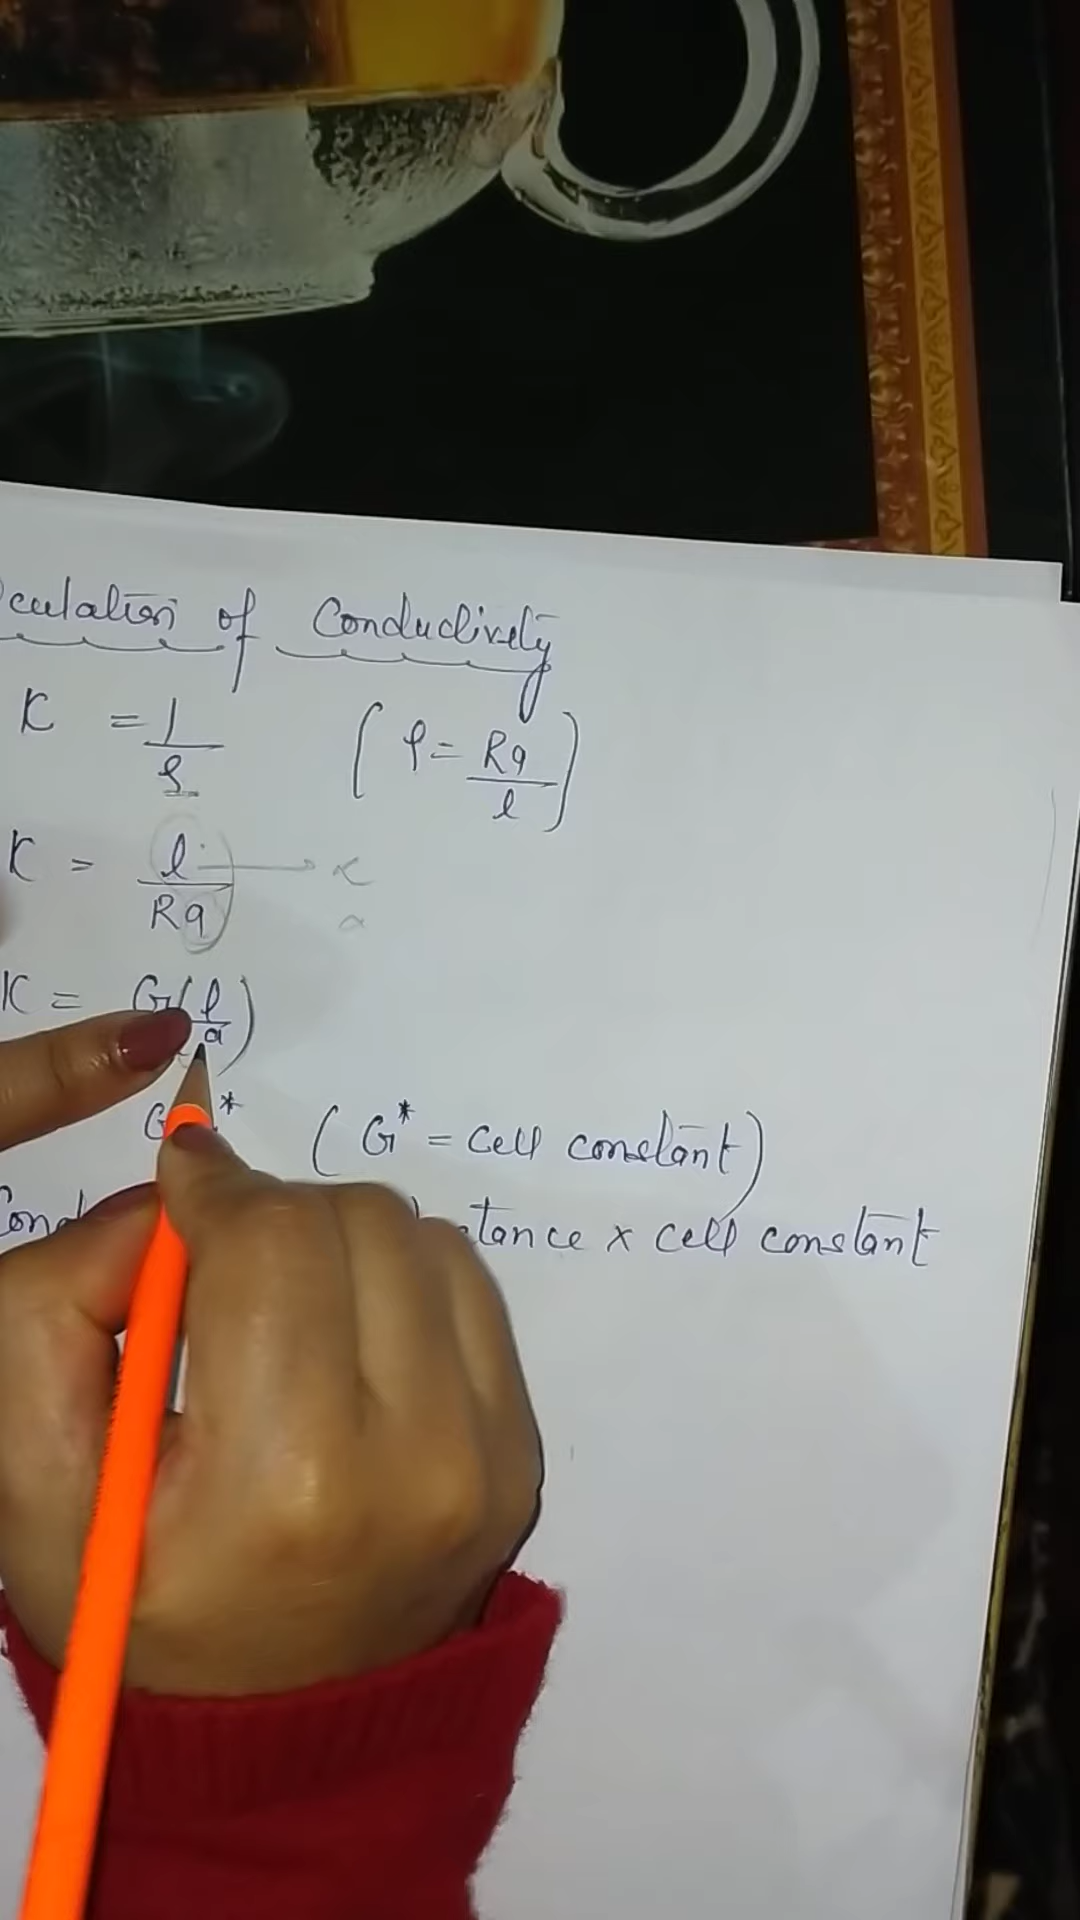 culation of Conductivity
K = 1/ρ (ρ = Ra/l)
K = l/Ra
K = G(l/a)
G * (G* = Cell constant)
tance x cell constant